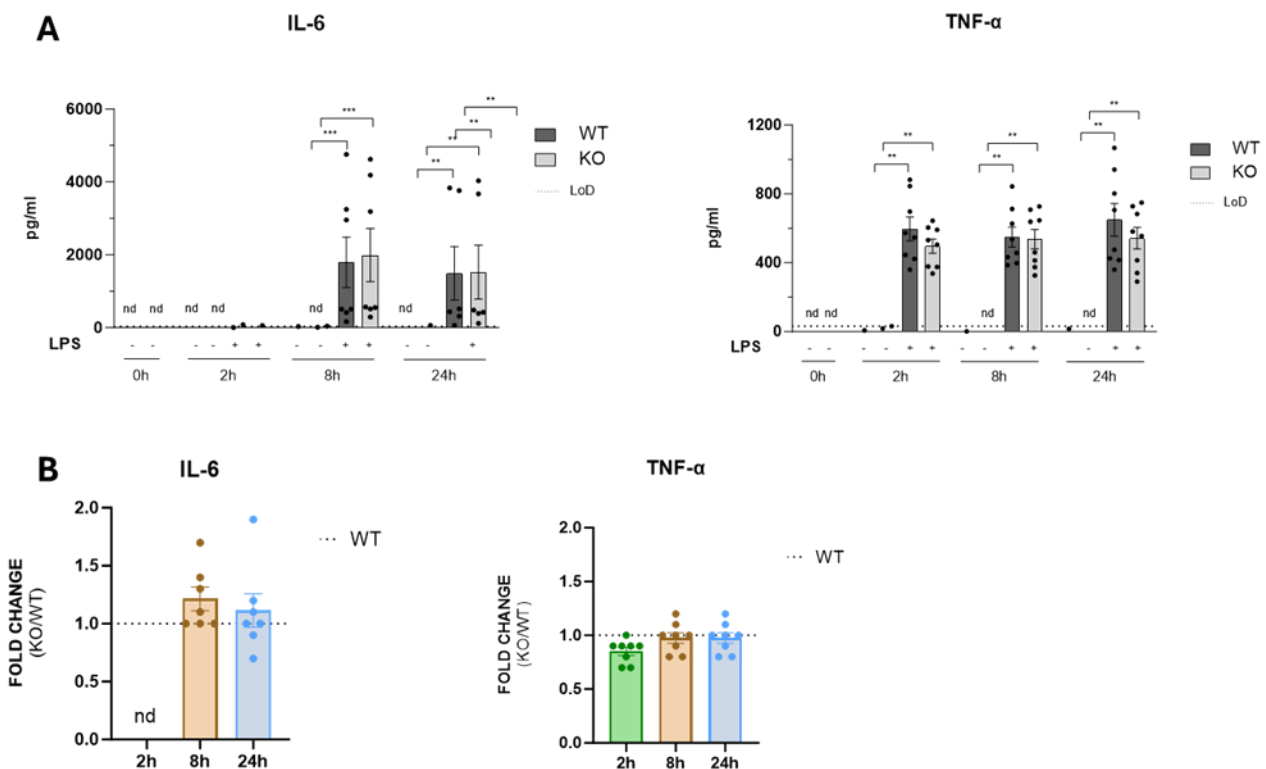 A
IL-6
6000
4000
2000
0
pg/ml
***
***
**
**
**
**
WT
KO
LoD
nd nd nd nd nd nd
LPS
- - - - + + - - + + - - +
0h 2h 8h 24h
TNF-α
1200
800
400
0
pg/ml
** ** ** ** ** **
WT
KO
LoD
nd nd nd nd
LPS
- - - - + + - - + + - - + +
0h 2h 8h 24h
B
IL-6
2.0
1.5
1.0
0.5
0.0
FOLD CHANGE
(KO/WT)
WT
nd
2h 8h 24h
TNF-α
2.0
1.5
1.0
0.5
0.0
FOLD CHANGE
(KO/WT)
WT
2h 8h 24h